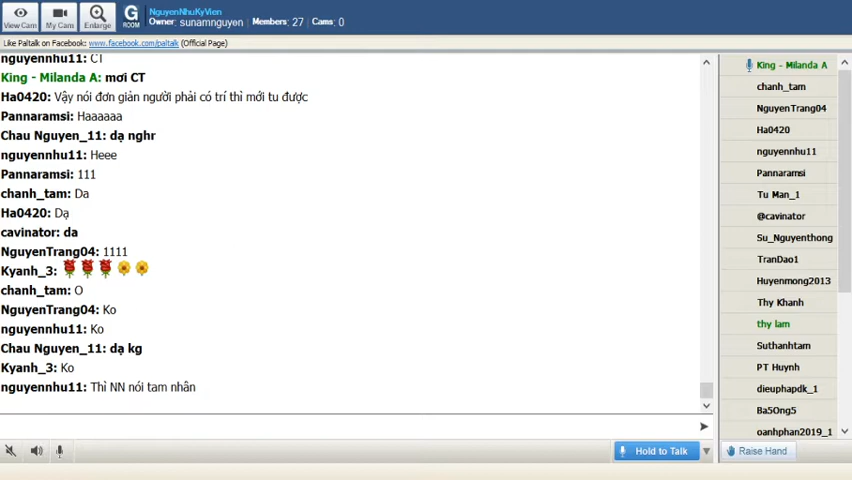 View Cam
My Cam
Enlarge
G
ROOM
NguyenNhuKyVien
Owner: sunamnguyen Members: 27 Cams: 0
Like Paltalk on Facebook: www.facebook.com/paltalk (Official Page)
nguyennhu11: CT
King - Milanda A: mơi CT
Ha0420: Vậy nói đơn giản người phải có trí thì mới tu được
Pannaramsi: Haaaaaa
Chau Nguyen_11: dạ nghr
nguyennhu11: Heee
Pannaramsi: 111
chanh_tam: Da
Ha0420: Dạ
cavinator: da
NguyenTrang04: 1111
Kyanh_3:
chanh_tam: O
NguyenTrang04: Ko
nguyennhu11: Ko
Chau Nguyen_11: dạ kg
Kyanh_3: Ko
nguyennhu11: Thì NN nói tam nhân
Hold to Talk
King - Milanda A
chanh_tam
NguyenTrang04
Ha0420
nguyennhu11
Pannaramsi
Tu Man_1
@cavinator
Su_Nguyenthong
TranDao1
Huyenmong2013
Thy Khanh
thy lam
Suthanhtam
PT Huynh
dieuphapdk_1
Ba5Ong5
oanhphan2019_1
Raise Hand